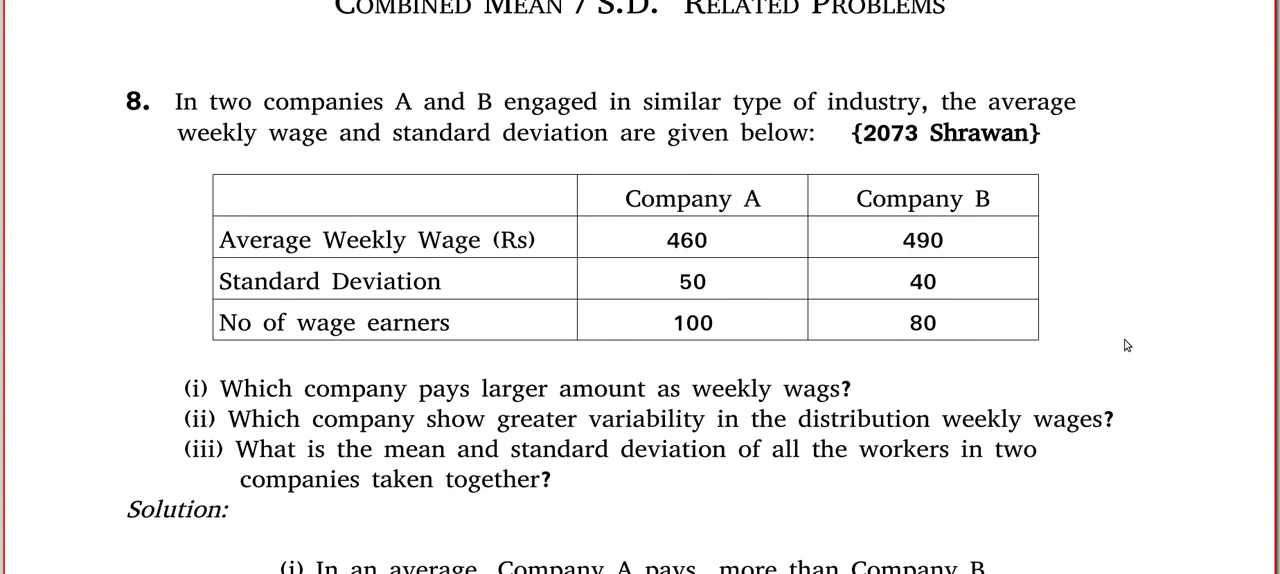 COMBINED MEAN / S.D. RELATED PROBLEMS
8. In two companies A and B engaged in similar type of industry, the average
weekly wage and standard deviation are given below: {2073 Shrawan}
Company A Company B
Average Weekly Wage (Rs) 460 490
Standard Deviation 50 40
No of wage earners 100 80
(i) Which company pays larger amount as weekly wags?
(ii) Which company show greater variability in the distribution weekly wages?
(iii) What is the mean and standard deviation of all the workers in two
companies taken together?
Solution:
(i) In an average, Company A pays more than Company B